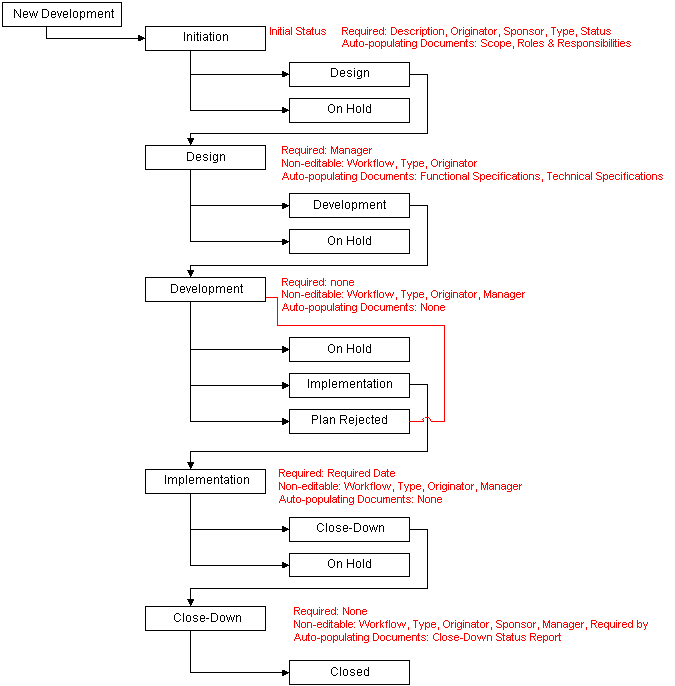 New Development
Initiation
Initial Status
Required: Description, Originator, Sponsor, Type, Status
Auto-populating Documents: Scope, Roles & Responsibilities
Design
On Hold
Design
Required: Manager
Non-editable: Workflow, Type, Originator
Auto-populating Documents: Functional Specifications, Technical Specifications
Development
On Hold
Development
Required: none
Non-editable: Workflow, Type, Originator, Manager
Auto-populating Documents: None
On Hold
Implementation
Plan Rejected
Implementation
Required: Required Date
Non-editable: Workflow, Type, Originator, Manager
Auto-populating Documents: None
Close-Down
On Hold
Close-Down
Required: None
Non-editable: Workflow, Type, Originator, Sponsor, Manager, Required by
Auto-populating Documents: Close-Down Status Report
Closed